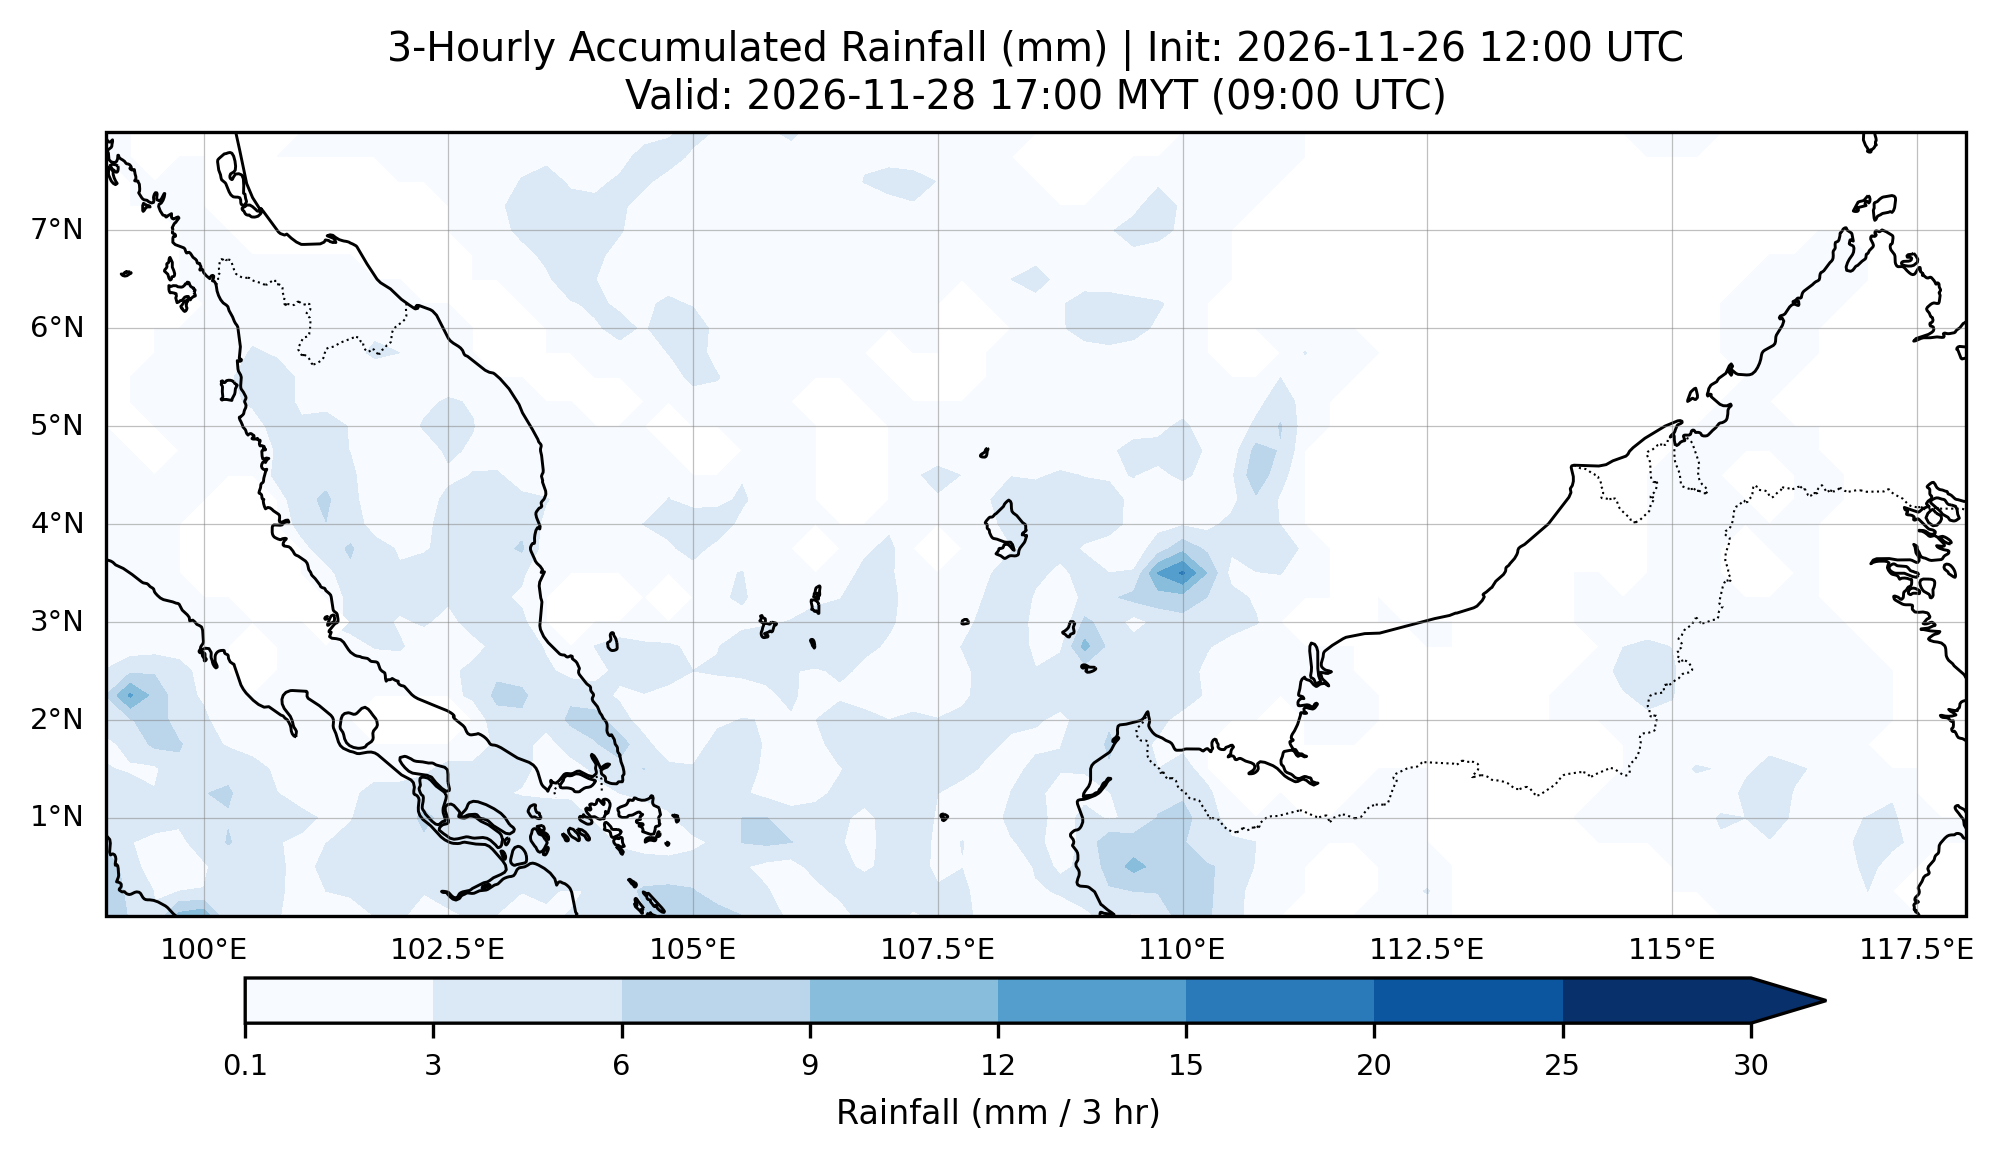 3-Hourly Accumulated Rainfall (mm) | Init: 2026-11-26 12:00 UTC
Valid: 2026-11-28 17:00 MYT (09:00 UTC)
7°N
6°N
5°N
4°N
3°N
2°N
1°N
100°E 102.5°E 105°E 107.5°E 110°E 112.5°E 115°E 117.5°E
0.1 3 6 9 12 15 20 25 30
Rainfall (mm / 3 hr)